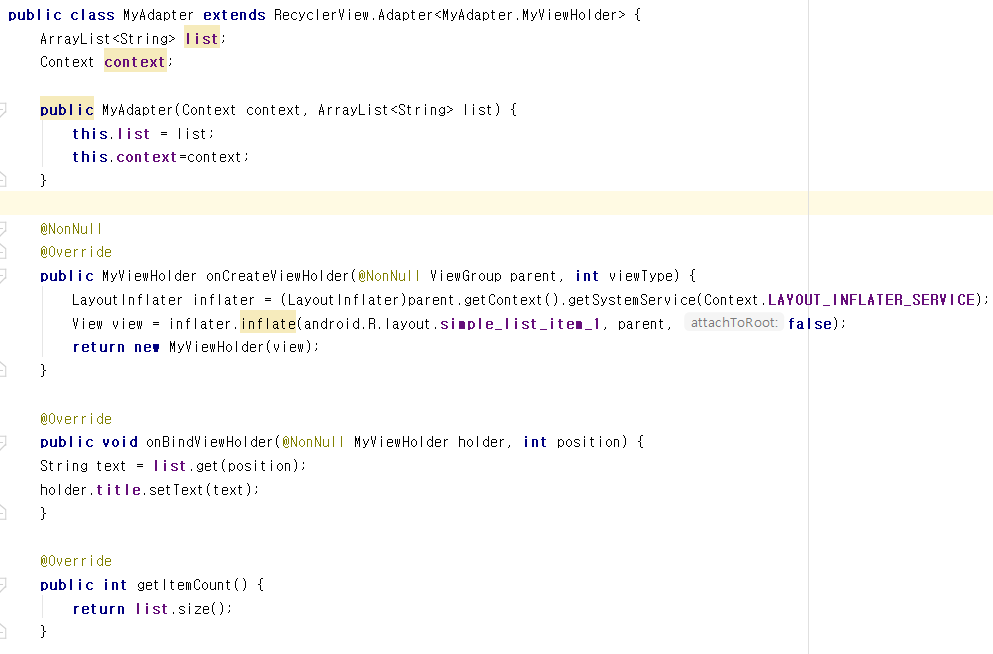 public class MyAdapter extends RecyclerView.Adapter<MyAdapter.MyViewHolder> {
ArrayList<String> list;
Context context;
public MyAdapter(Context context, ArrayList<String> list) {
this.list = list;
this.context=context;
}
@NonNull
@Override
public MyViewHolder onCreateViewHolder(@NonNull ViewGroup parent, int viewType) {
LayoutInflater inflater = (LayoutInflater)parent.getContext().getSystemService(Context.LAYOUT_INFLATER_SERVICE);
View view = inflater.inflate(android.R.layout.simple_list_item_1, parent, attachToRoot: false);
return new MyViewHolder(view);
}
@Override
public void onBindViewHolder(@NonNull MyViewHolder holder, int position) {
String text = list.get(position);
holder.title.setText(text);
}
@Override
public int getItemCount() {
return list.size();
}